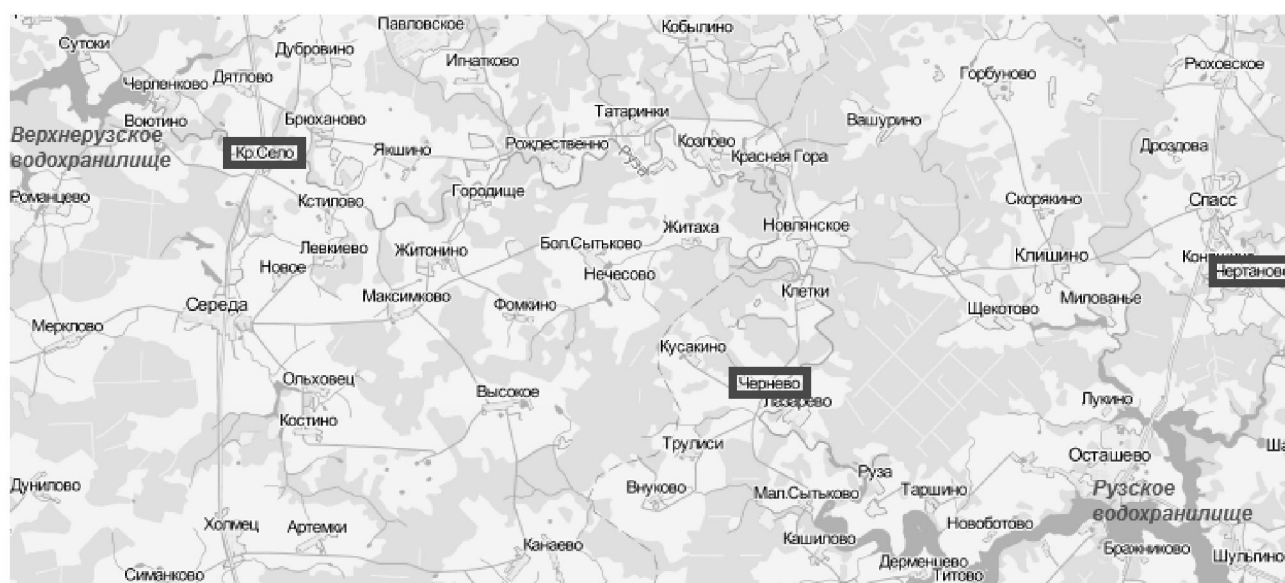 Павловское
Кобылино
Сутоки
Дубровино
Игнатково
Рюховское
Дятлово
Горбуново
Черленково
Татаринки
Воютино
Брюханово
Вашурино
Верхнерузское
водохранилище
Кр.Село
Якшино
Рождественно
Руза
Козлово
Красная Гора
Дроздова
Романцево
Кстилово
Городище
Скорякино
Спасс
Левкиево
Житонино
Бол.Сытьково
Житаха
Новлянское
Новое
Нечесово
Клишино
Чертаново
Середа
Максимково
Фомкино
Клетки
Щекотово
Милованье
Мерклово
Кусакино
Ольховец
Высокое
Чернево
Лазарево
Лукино
Костино
Трулиси
Осташево
Дунилово
Внуково
Мал.Сытьково
Руза
Таршино
Рузское
водохранилище
Холмец
Артемки
Канаево
Кашилово
Новоботово
Бражниково
Шульгино
Симанково
Дерменцево
Титово